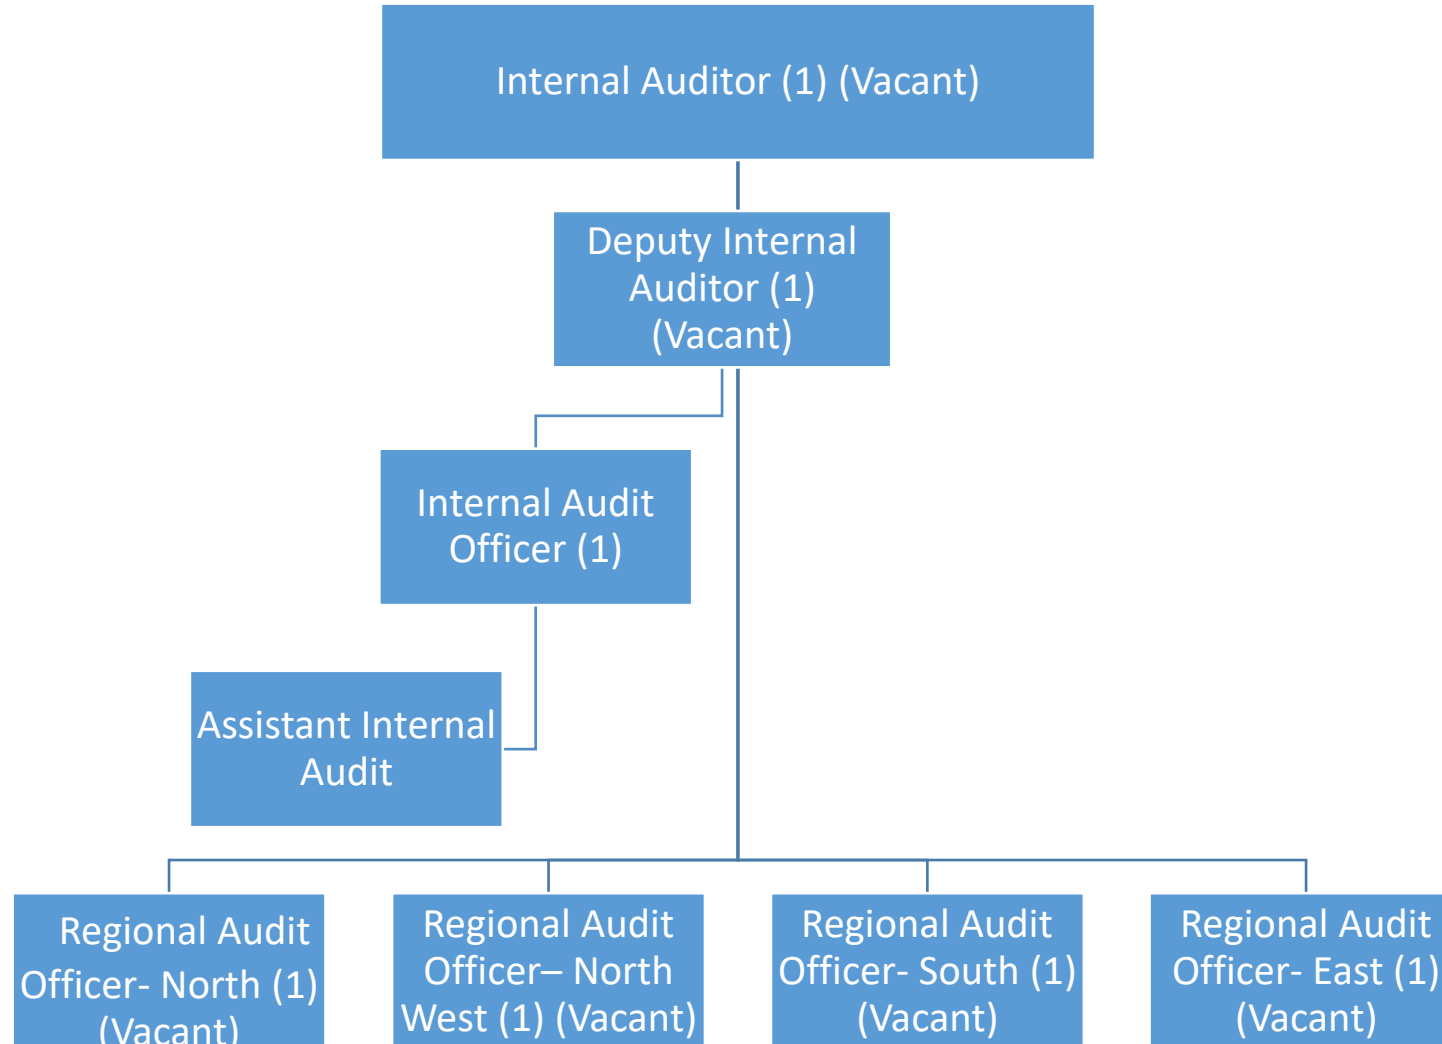 Internal Auditor (1) (Vacant)
Deputy Internal
Auditor (1)
(Vacant)
Internal Audit
Officer (1)
Assistant Internal
Audit
Regional Audit
Officer- North (1)
(Vacant)
Regional Audit
Officer– North
West (1) (Vacant)
Regional Audit
Officer- South (1)
(Vacant)
Regional Audit
Officer- East (1)
(Vacant)